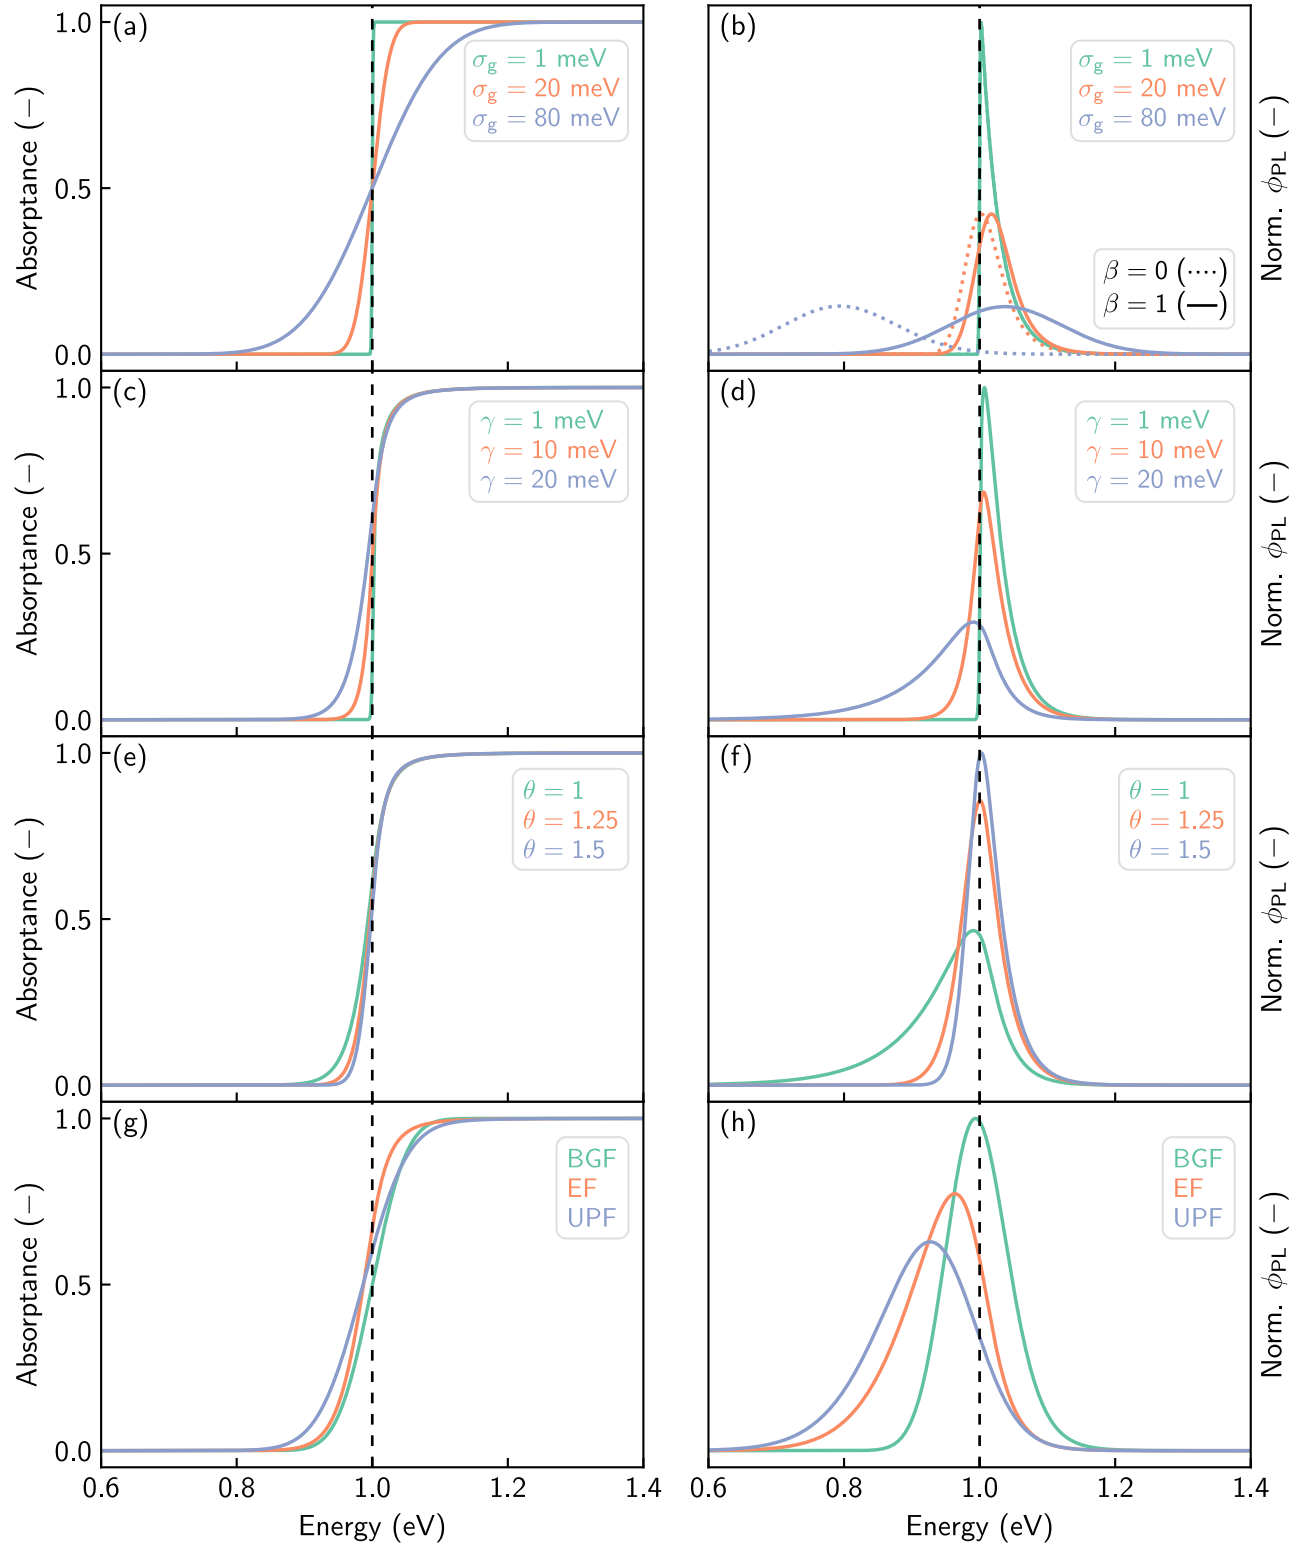 (a)
σg = 1 meV
σg = 20 meV
σg = 80 meV
1.0
0.5
0.0
Absorptance (−)
(b)
σg = 1 meV
σg = 20 meV
σg = 80 meV
β = 0 (····)
β = 1 (—)
Norm. ϕPL (−)
(c)
γ = 1 meV
γ = 10 meV
γ = 20 meV
1.0
0.5
0.0
Absorptance (−)
(d)
γ = 1 meV
γ = 10 meV
γ = 20 meV
Norm. ϕPL (−)
(e)
θ = 1
θ = 1.25
θ = 1.5
1.0
0.5
0.0
Absorptance (−)
(f)
θ = 1
θ = 1.25
θ = 1.5
Norm. ϕPL (−)
(g)
BGF
EF
UPF
1.0
0.5
0.0
Absorptance (−)
0.6 0.8 1.0 1.2 1.4
Energy (eV)
(h)
BGF
EF
UPF
Norm. ϕPL (−)
0.6 0.8 1.0 1.2 1.4
Energy (eV)